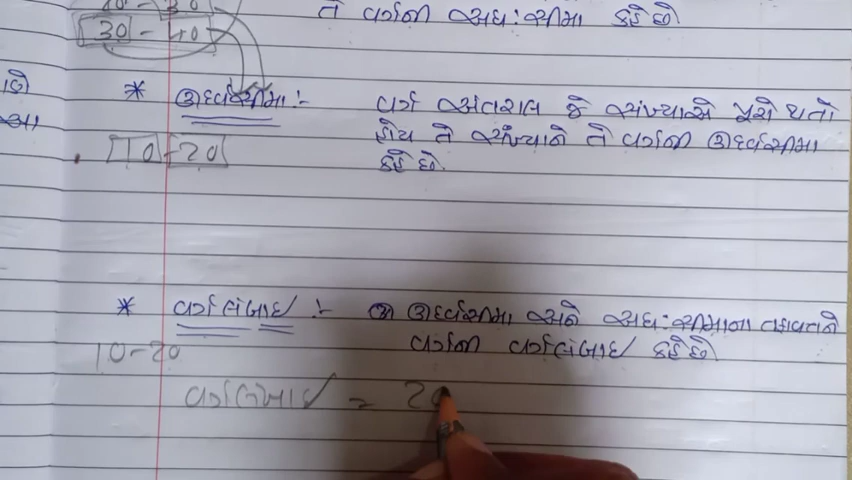 30 - 40
તે વર્ગની અધ:સીમા કહે છે
* ઊર્ધ્વસીમા :- વર્ગ અંતરાલ જે સંખ્યાએ પૂરો થતો
10-20 હોય તે સંખ્યાને તે વર્ગની ઊર્ધ્વસીમા
કહે છે.
* વર્ગલંબાઈ :- ઊર્ધ્વસીમા અને અધ:સીમાના તફાવતને
10-20 વર્ગની વર્ગલંબાઈ કહે છે
વર્ગલંબાઈ = 20